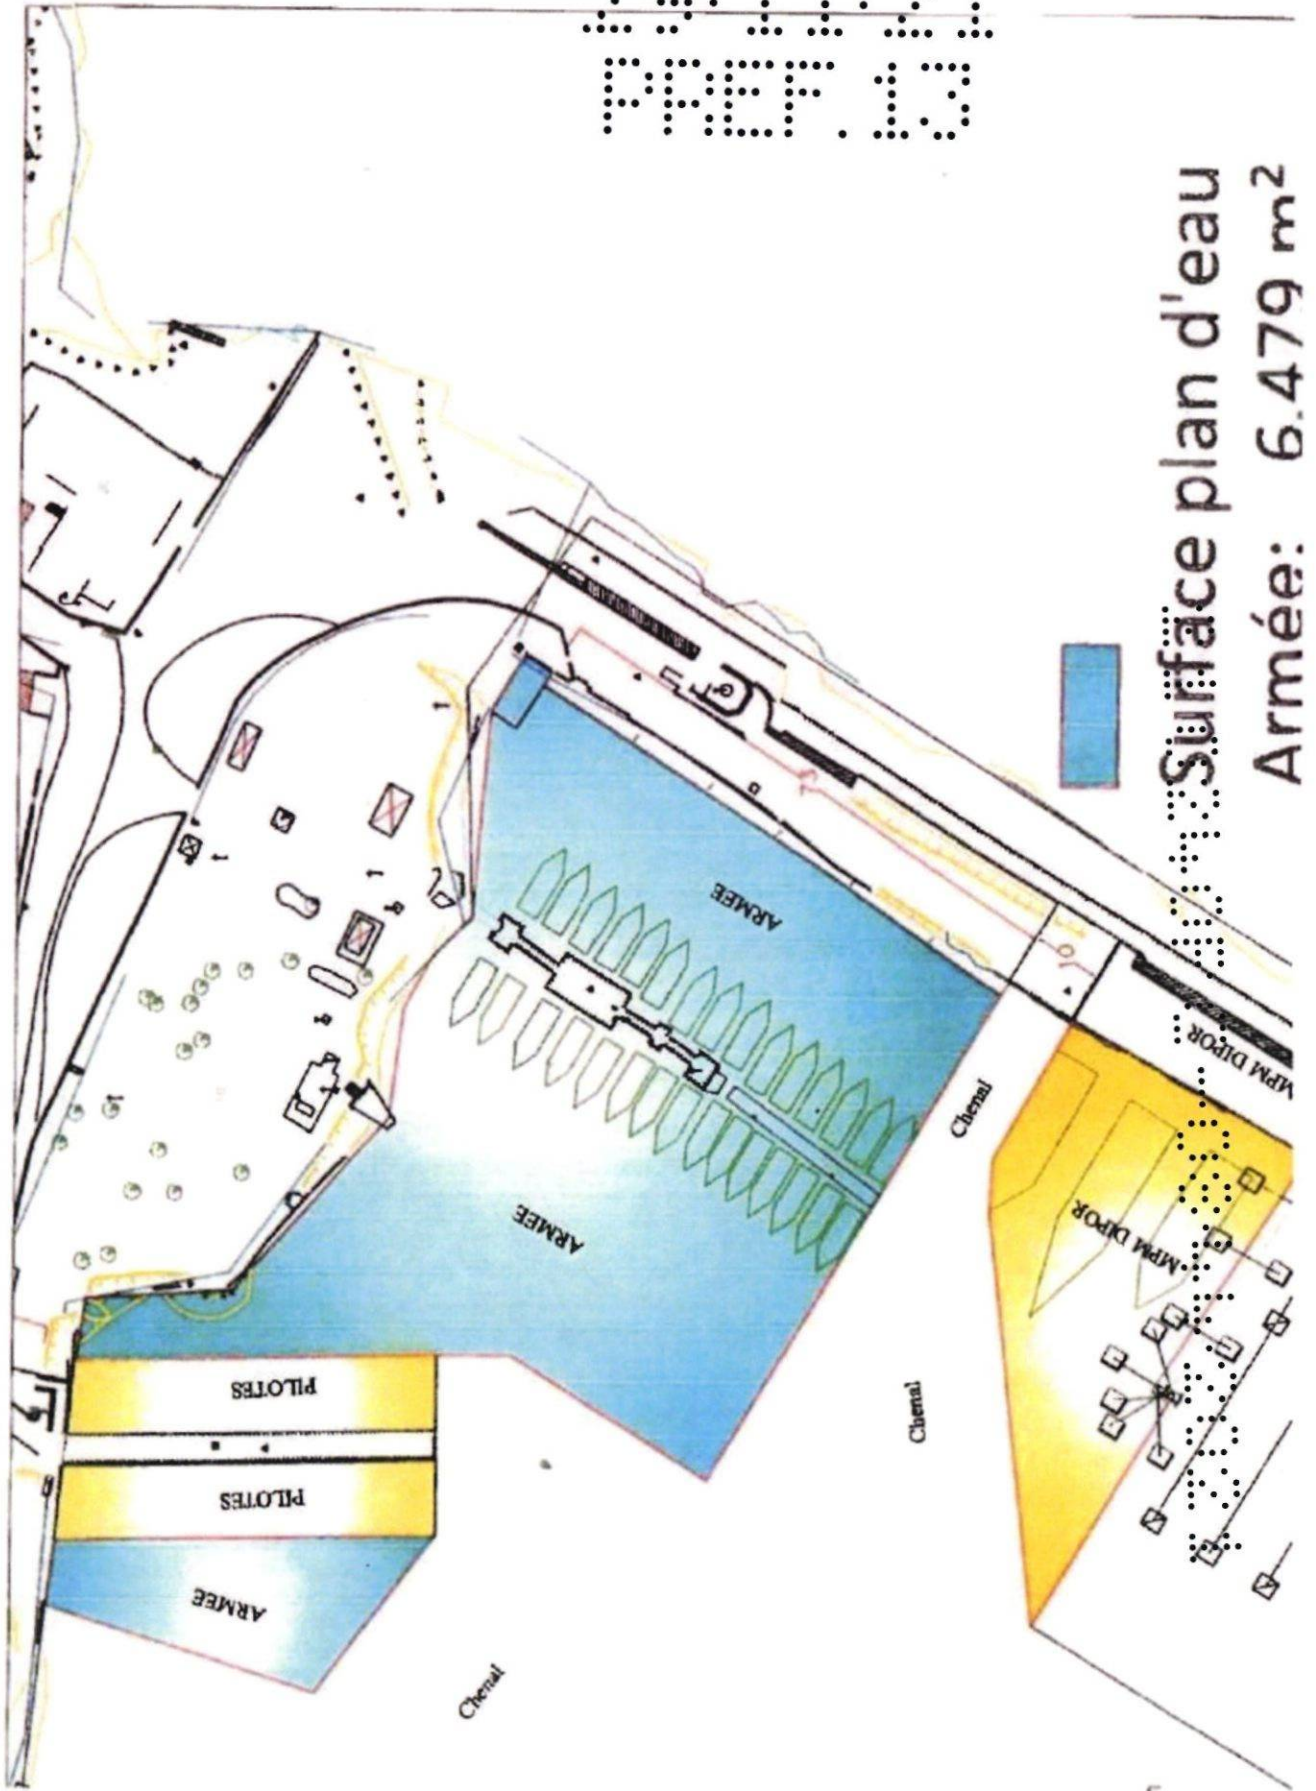 PREF.13
Surface plan d'eau
Armée: 6.479 m²
ARMEE
ARMEE
Chenal
MPM DIPOR
MPM DIPOR
Chenal
PILOTES
PILOTES
ARMEE
Chenal